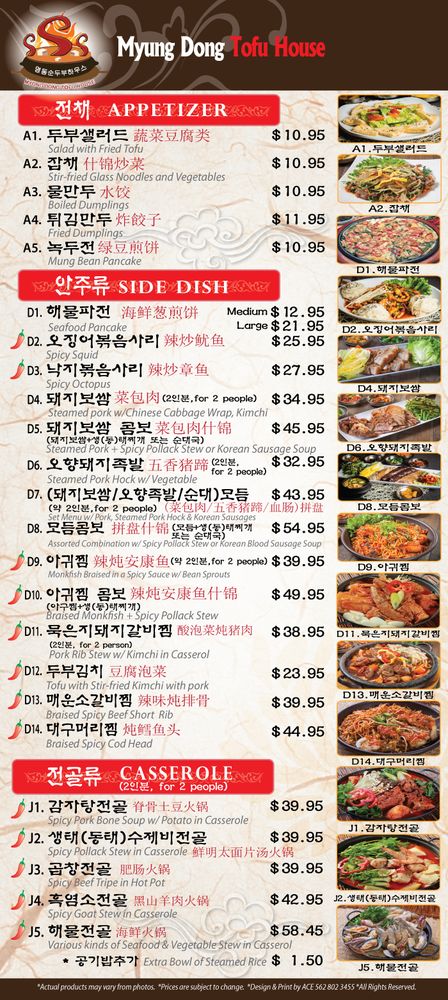 명동순두부하우스
MYUNG DONG TOFU HOUSE
Myung Dong Tofu House
전채 APPETIZER
A1. 두부샐러드 蔬菜豆腐类 $10.95
Salad with Fried Tofu
A2. 잡채 什锦炒菜 $10.95
Stir-fried Glass Noodles and Vegetables
A3. 물만두 水饺 $10.95
Boiled Dumplings
A4. 튀김만두 炸餃子 $11.95
Fried Dumplings
A5. 녹두전 绿豆煎饼 $10.95
Mung Bean Pancake
A1.두부샐러드
A2.잡채
D1.해물파전
안주류 SIDE DISH
D1. 해물파전 海鲜葱煎饼 Medium $12.95
Seafood Pancake Large $21.95
D2. 오징어볶음사리 辣炒鱿鱼 $25.95
Spicy Squid
D3. 낙지볶음사리 辣炒章鱼 $27.95
Spicy Octopus
D4. 돼지보쌈 菜包肉 (2인분,for 2 people) $34.95
Steamed pork w/Chinese Cabbage Wrap, Kimchi
D5. 돼지보쌈 콤보 菜包肉什锦 $45.95
(돼지보쌈+생(동)태찌개 또는 순대국)
Steamed Pork + Spicy Pollack Stew or Korean Sausage Soup
D6. 오향돼지족발 五香猪蹄 (2인분, for 2 people) $32.95
Steamed Pork Hock w/ Vegetable
D7. (돼지보쌈/오향족발/순대)모듬 $43.95
(약 2인분,for 2 people) (菜包肉/五香猪蹄/血肠)拼盘
Set Menu w/ Pork, Steamed Pork Hock & Korean Sausages
D8. 모듬콤보 拼盘什锦 (모듬+생(동)태찌개 또는 순대국) $54.95
Assorted Combination w/ Spicy Pollack Stew or Korean Blood Sausage Soup
D9. 아귀찜 辣炖安康鱼(약 2인분,for 2 people) $39.95
Monkfish Braised in a Spicy Sauce w/ Bean Sprouts
D10. 아귀찜 콤보 辣炖安康鱼什锦 $49.95
(아구찜+생(동)태찌개)
Braised Monkfish + Spicy Pollack Stew
D11. 묵은지돼지갈비찜 酸泡菜炖猪肉 $38.95
(2인분, for 2 person)
Pork Rib Stew w/ Kimchi in Casserol
D12. 두부김치 豆腐泡菜 $23.95
Tofu with Stir-fried Kimchi with pork
D13. 매운소갈비찜 辣味炖排骨 $39.95
Braised Spicy Beef Short Rib
D14. 대구머리찜 炖鳕鱼头 $44.95
Braised Spicy Cod Head
D2.오징어볶음사리
D4.돼지보쌈
D6.오향돼지족발
D8.모듬콤보
D9.아귀찜
D11.묵은지돼지갈비찜
D13.매운소갈비찜
D14.대구머리찜
전골류 CASSEROLE
(2인분, for 2 people)
J1. 감자탕전골 脊骨土豆火锅 $39.95
Spicy Pork Bone Soup w/ Potato in Casserole
J2. 생태(동태)수제비전골 $39.95
Spicy Pollack Stew in Casserole 鲜明太面片汤火锅
J3. 곱창전골 肥肠火锅 $39.95
Spicy Beef Tripe in Hot Pot
J4. 흑염소전골 黑山羊肉火锅 $42.95
Spicy Goat Stew in Casserole
J5. 해물전골 海鲜火锅 $58.45
Various kinds of Seafood & Vegetable Stew in Casserol
* 공기밥추가 Extra Bowl of Steamed Rice $ 1.50
J1.감자탕전골
J2.생태(동태)수제비전골
J5.해물전골
*Actual products may vary from photos. *Prices are subject to change. *Design & Print by ACE 562 802 3455 *All Rights Reserved.